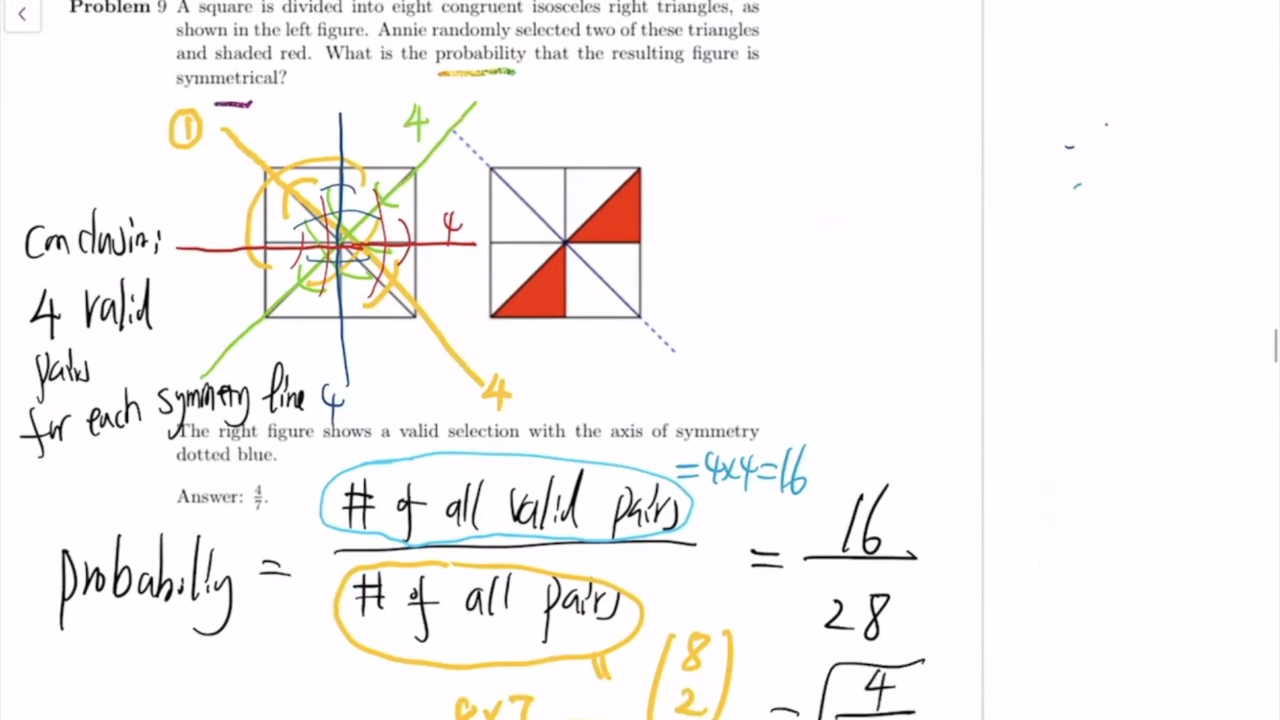 Problem 9 A square is divided into eight congruent isosceles right triangles, as
shown in the left figure. Annie randomly selected two of these triangles
and shaded red. What is the probability that the resulting figure is
symmetrical?
①
4
4
4
4
Conclusion:
4 valid
pairs
for each symmetry line
The right figure shows a valid selection with the axis of symmetry
dotted blue.
Answer: 4/7.
probability = # of all valid pairs / # of all pairs = 16 / 28
= 4×4=16
8 2
= 4